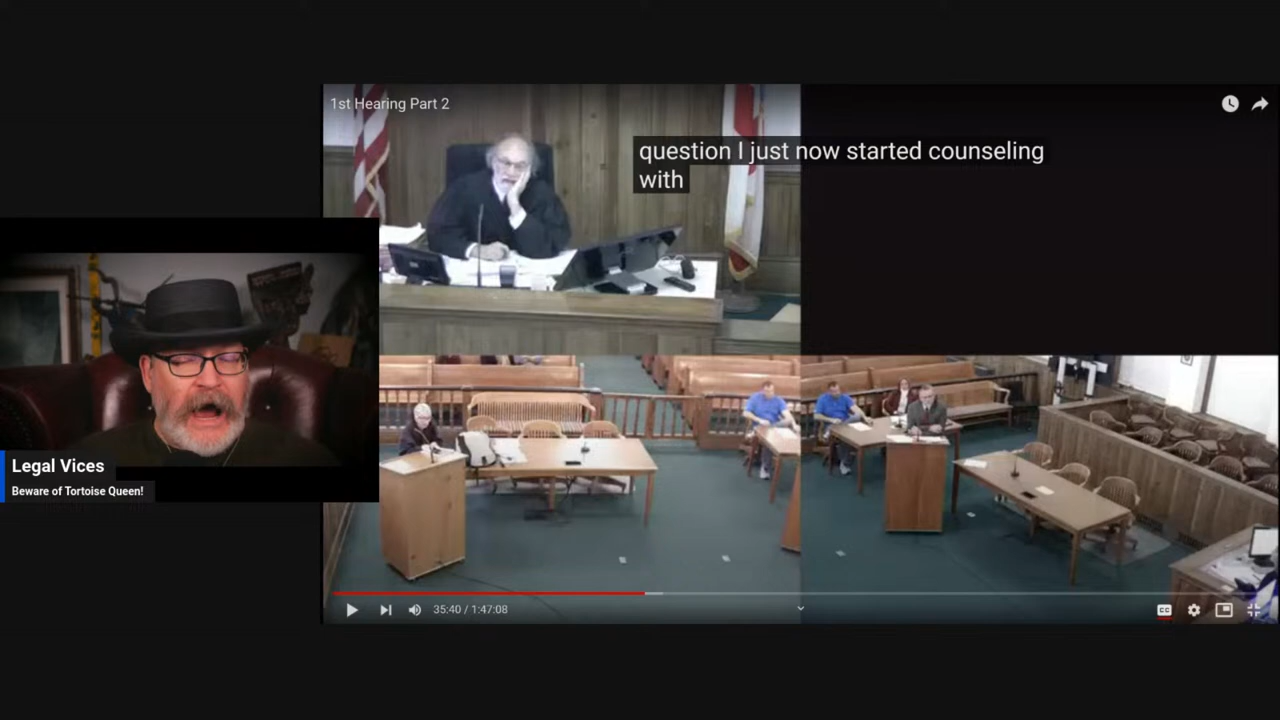 1st Hearing Part 2
question I just now started counseling
with
Legal Vices
Beware of Tortoise Queen!
35:40 / 1:47:08
CC